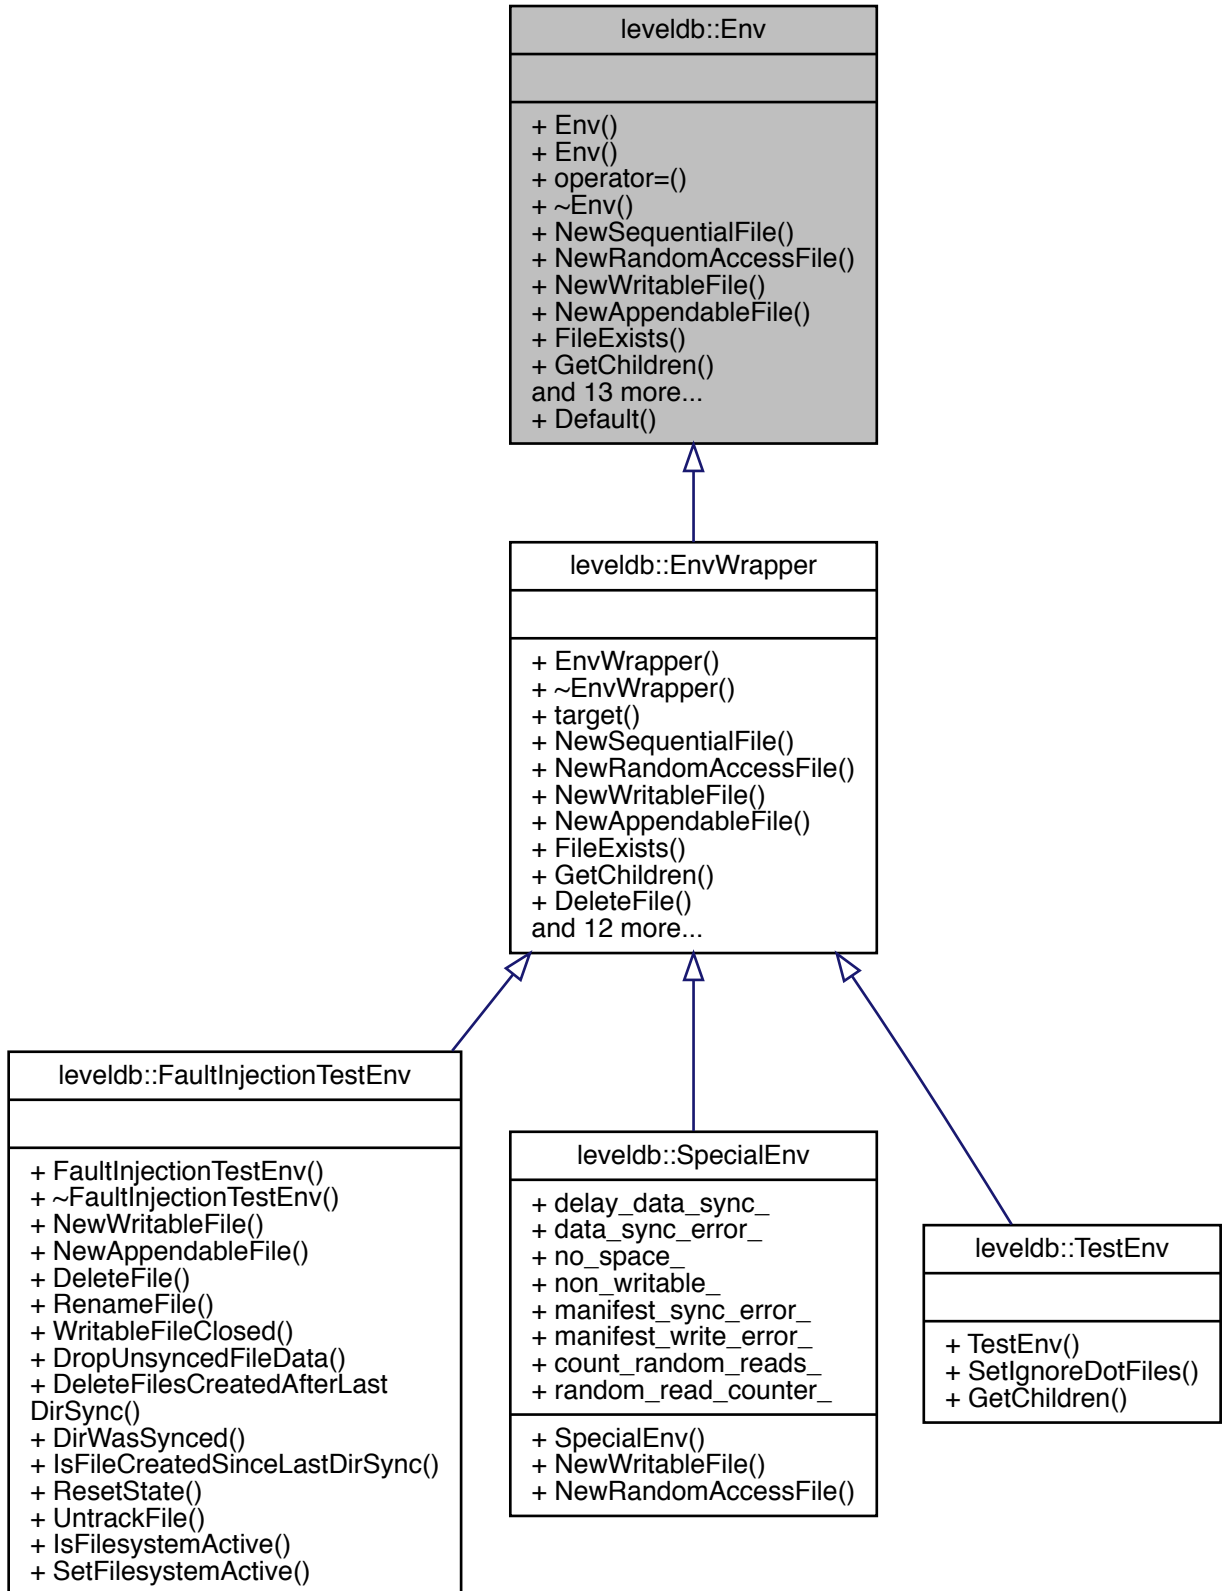 leveldb::Env
+ Env()
+ Env()
+ operator=()
+ ~Env()
+ NewSequentialFile()
+ NewRandomAccessFile()
+ NewWritableFile()
+ NewAppendableFile()
+ FileExists()
+ GetChildren()
and 13 more...
+ Default()
leveldb::EnvWrapper
+ EnvWrapper()
+ ~EnvWrapper()
+ target()
+ NewSequentialFile()
+ NewRandomAccessFile()
+ NewWritableFile()
+ NewAppendableFile()
+ FileExists()
+ GetChildren()
+ DeleteFile()
and 12 more...
leveldb::FaultInjectionTestEnv
+ FaultInjectionTestEnv()
+ ~FaultInjectionTestEnv()
+ NewWritableFile()
+ NewAppendableFile()
+ DeleteFile()
+ RenameFile()
+ WritableFileClosed()
+ DropUnsyncedFileData()
+ DeleteFilesCreatedAfterLast
DirSync()
+ DirWasSynced()
+ IsFileCreatedSinceLastDirSync()
+ ResetState()
+ UntrackFile()
+ IsFilesystemActive()
+ SetFilesystemActive()
leveldb::SpecialEnv
+ delay_data_sync_
+ data_sync_error_
+ no_space_
+ non_writable_
+ manifest_sync_error_
+ manifest_write_error_
+ count_random_reads_
+ random_read_counter_
+ SpecialEnv()
+ NewWritableFile()
+ NewRandomAccessFile()
leveldb::TestEnv
+ TestEnv()
+ SetIgnoreDotFiles()
+ GetChildren()